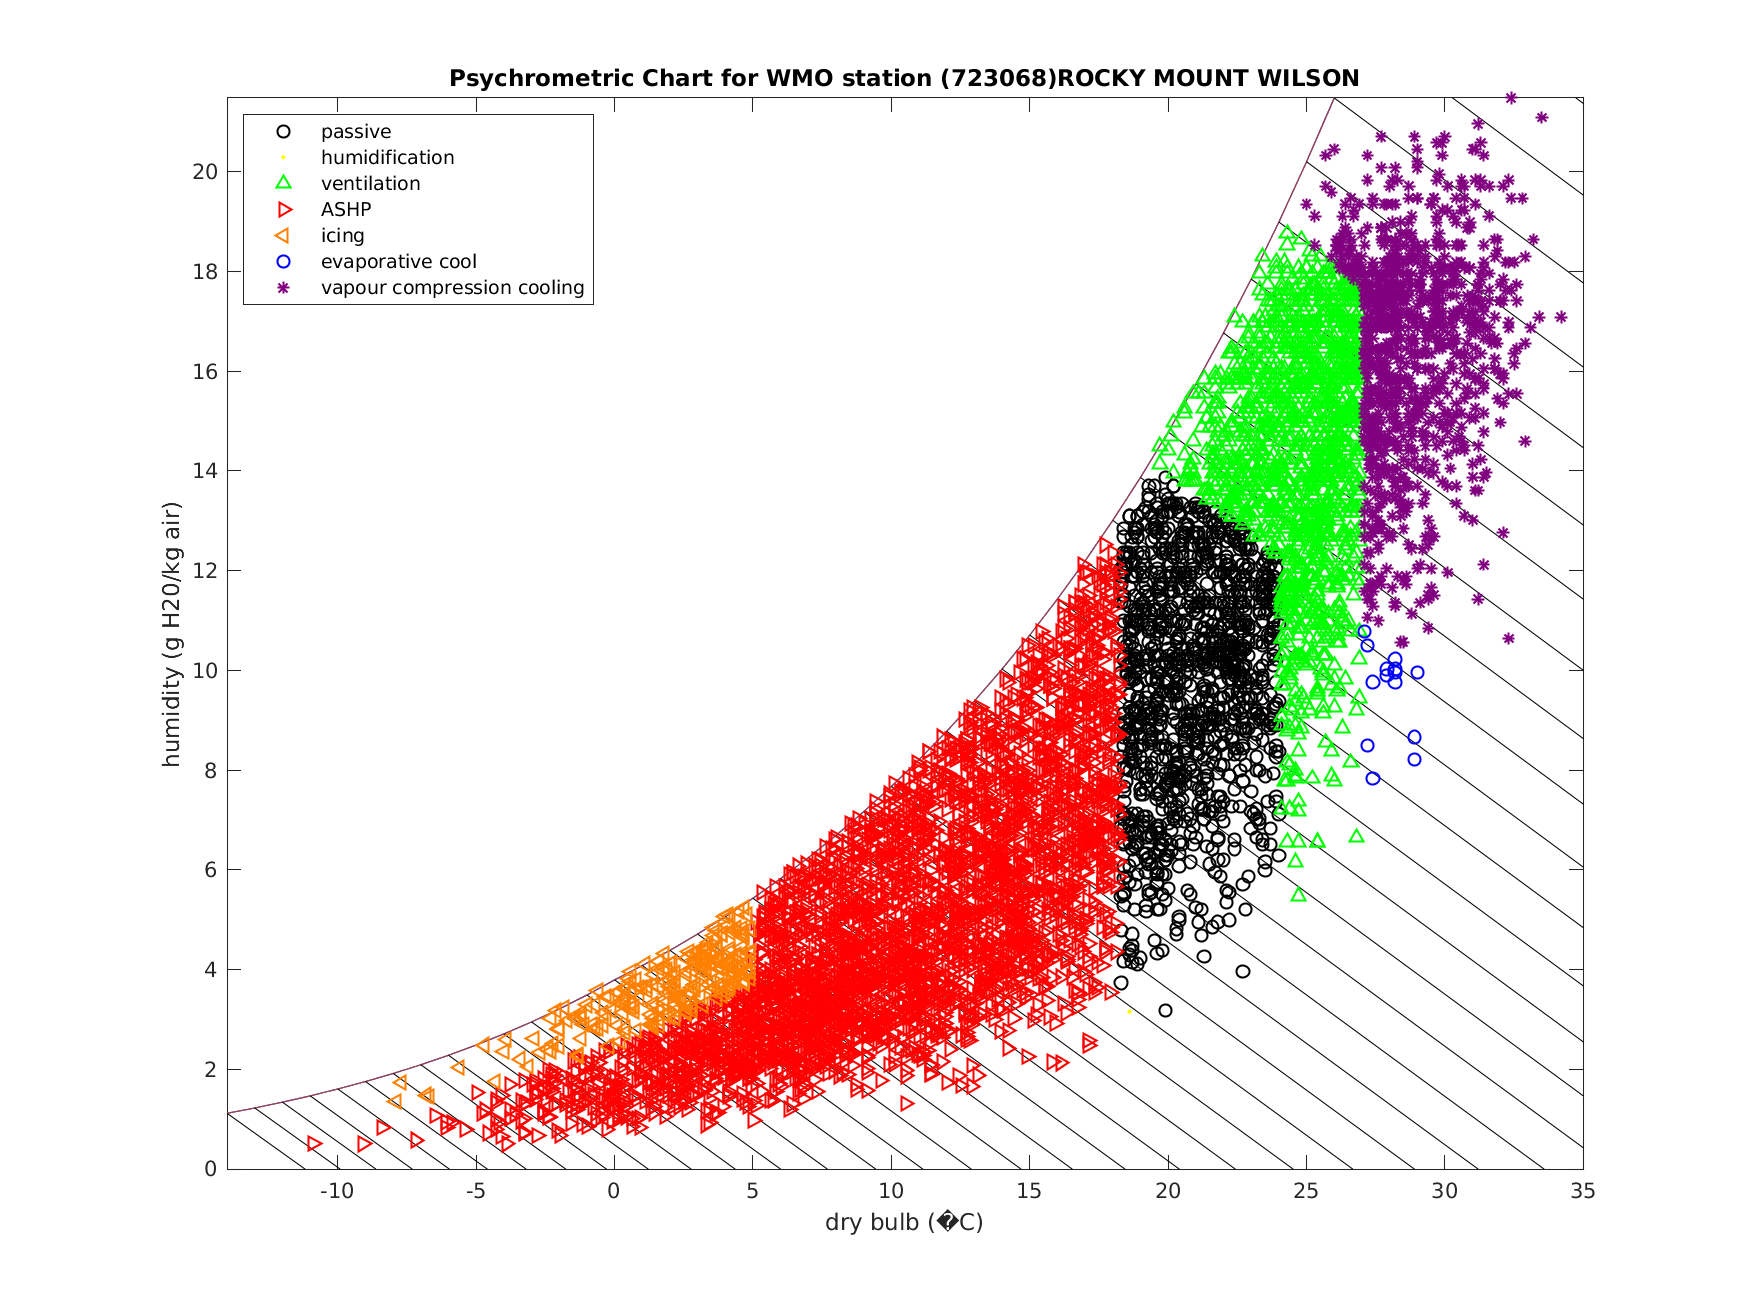 Psychrometric Chart for WMO station (723068)ROCKY MOUNT WILSON
passive
humidification
ventilation
ASHP
icing
evaporative cool
vapour compression cooling
humidity (g H20/kg air)
20
18
16
14
12
10
8
6
4
2
0
-10 -5 0 5 10 15 20 25 30 35
dry bulb (�C)